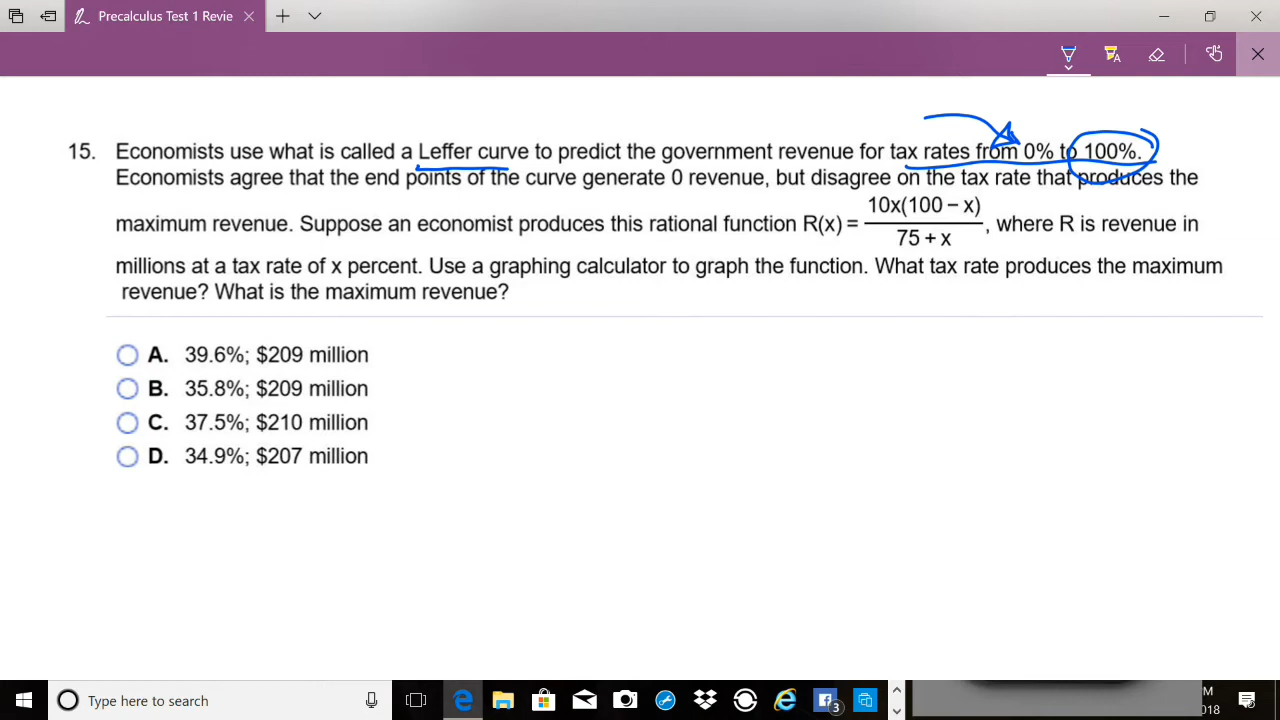 Precalculus Test 1 Revie
15. Economists use what is called a Leffer curve to predict the government revenue for tax rates from 0% to 100%.
Economists agree that the end points of the curve generate 0 revenue, but disagree on the tax rate that produces the
maximum revenue. Suppose an economist produces this rational function R(x) = 10x(100 − x) / 75 + x, where R is revenue in
millions at a tax rate of x percent. Use a graphing calculator to graph the function. What tax rate produces the maximum
revenue? What is the maximum revenue?
A. 39.6%; $209 million
B. 35.8%; $209 million
C. 37.5%; $210 million
D. 34.9%; $207 million
Type here to search
3
M
018